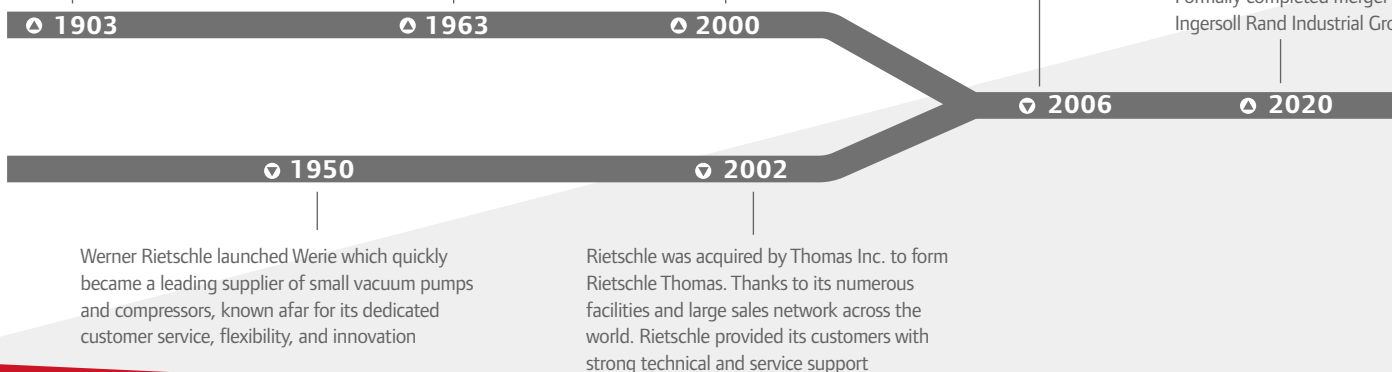 Formally completed merger
Ingersoll Rand Industrial
1903
1963
2000
2006
2020
1950
2002
Werner Rietschle launched Werie which quickly
became a leading supplier of small vacuum pumps
and compressors, known afar for its dedicated
customer service, flexibility, and innovation
Rietschle was acquired by Thomas Inc. to form
Rietschle Thomas. Thanks to its numerous
facilities and large sales network across the
world. Rietschle provided its customers with
strong technical and service support